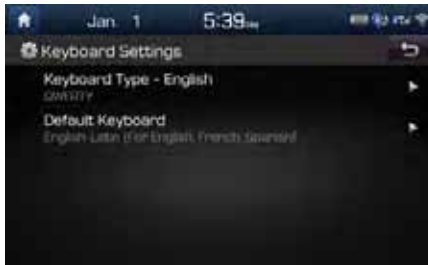 Jan. 1 5:39
Keyboard Settings
Keyboard Type - English
QWERTY
Default Keyboard
English-Latin (For English, French, Spanish)